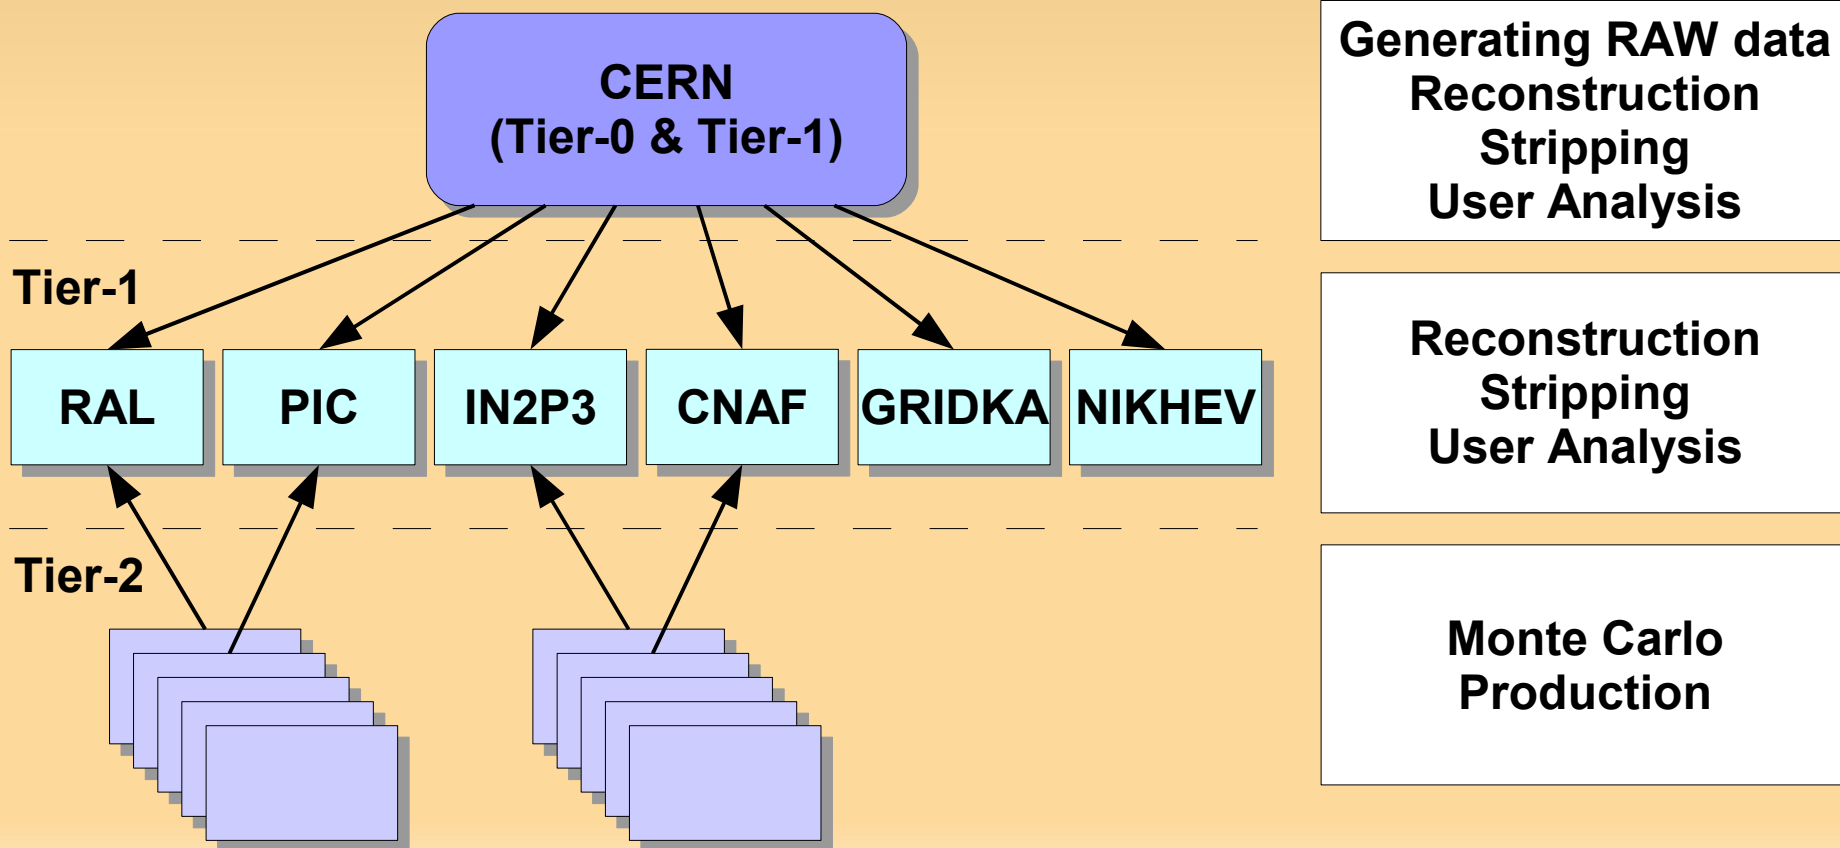 CERN
(Tier-0 & Tier-1)
Generating RAW data
Reconstruction
Stripping
User Analysis
Tier-1
RAL
PIC
IN2P3
CNAF
GRIDKA
NIKHEV
Reconstruction
Stripping
User Analysis
Tier-2
Monte Carlo
Production